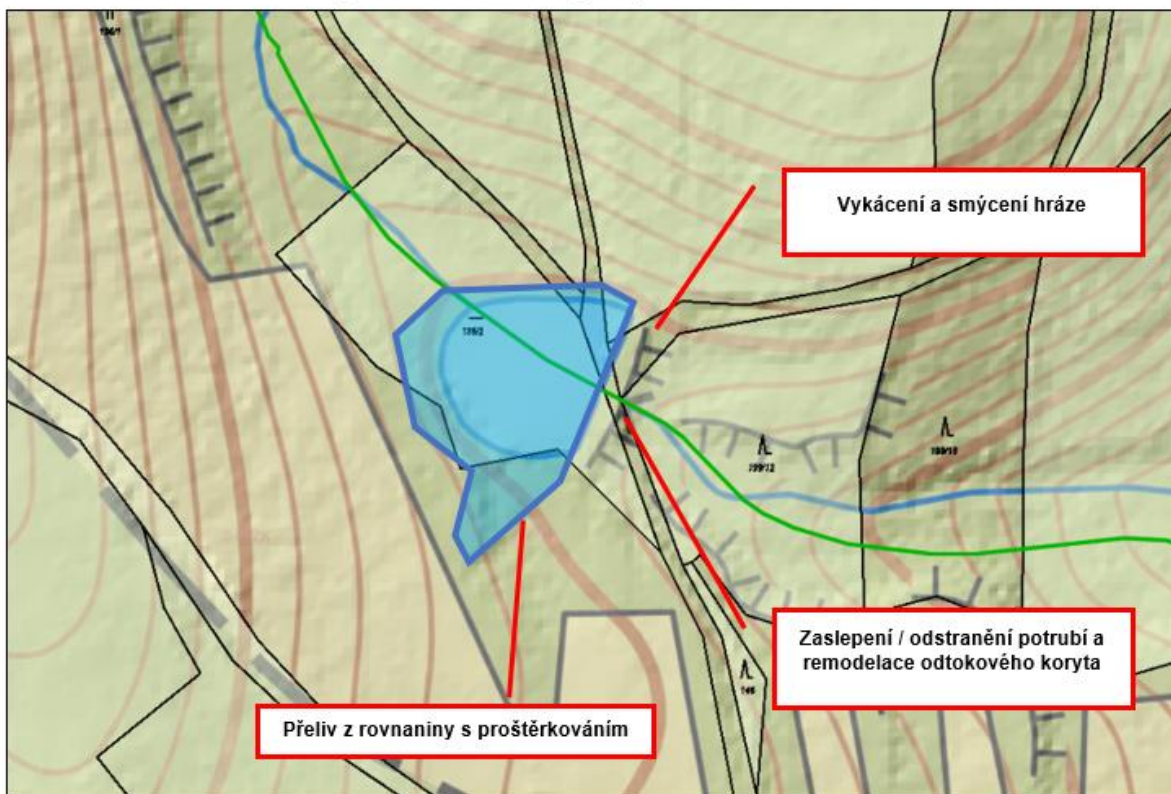 Vykácení a smýcení hráze
Zaslepení / odstranění potrubí a
remodelace odtokového koryta
Přeliv z rovnaniny s proštěrkováním